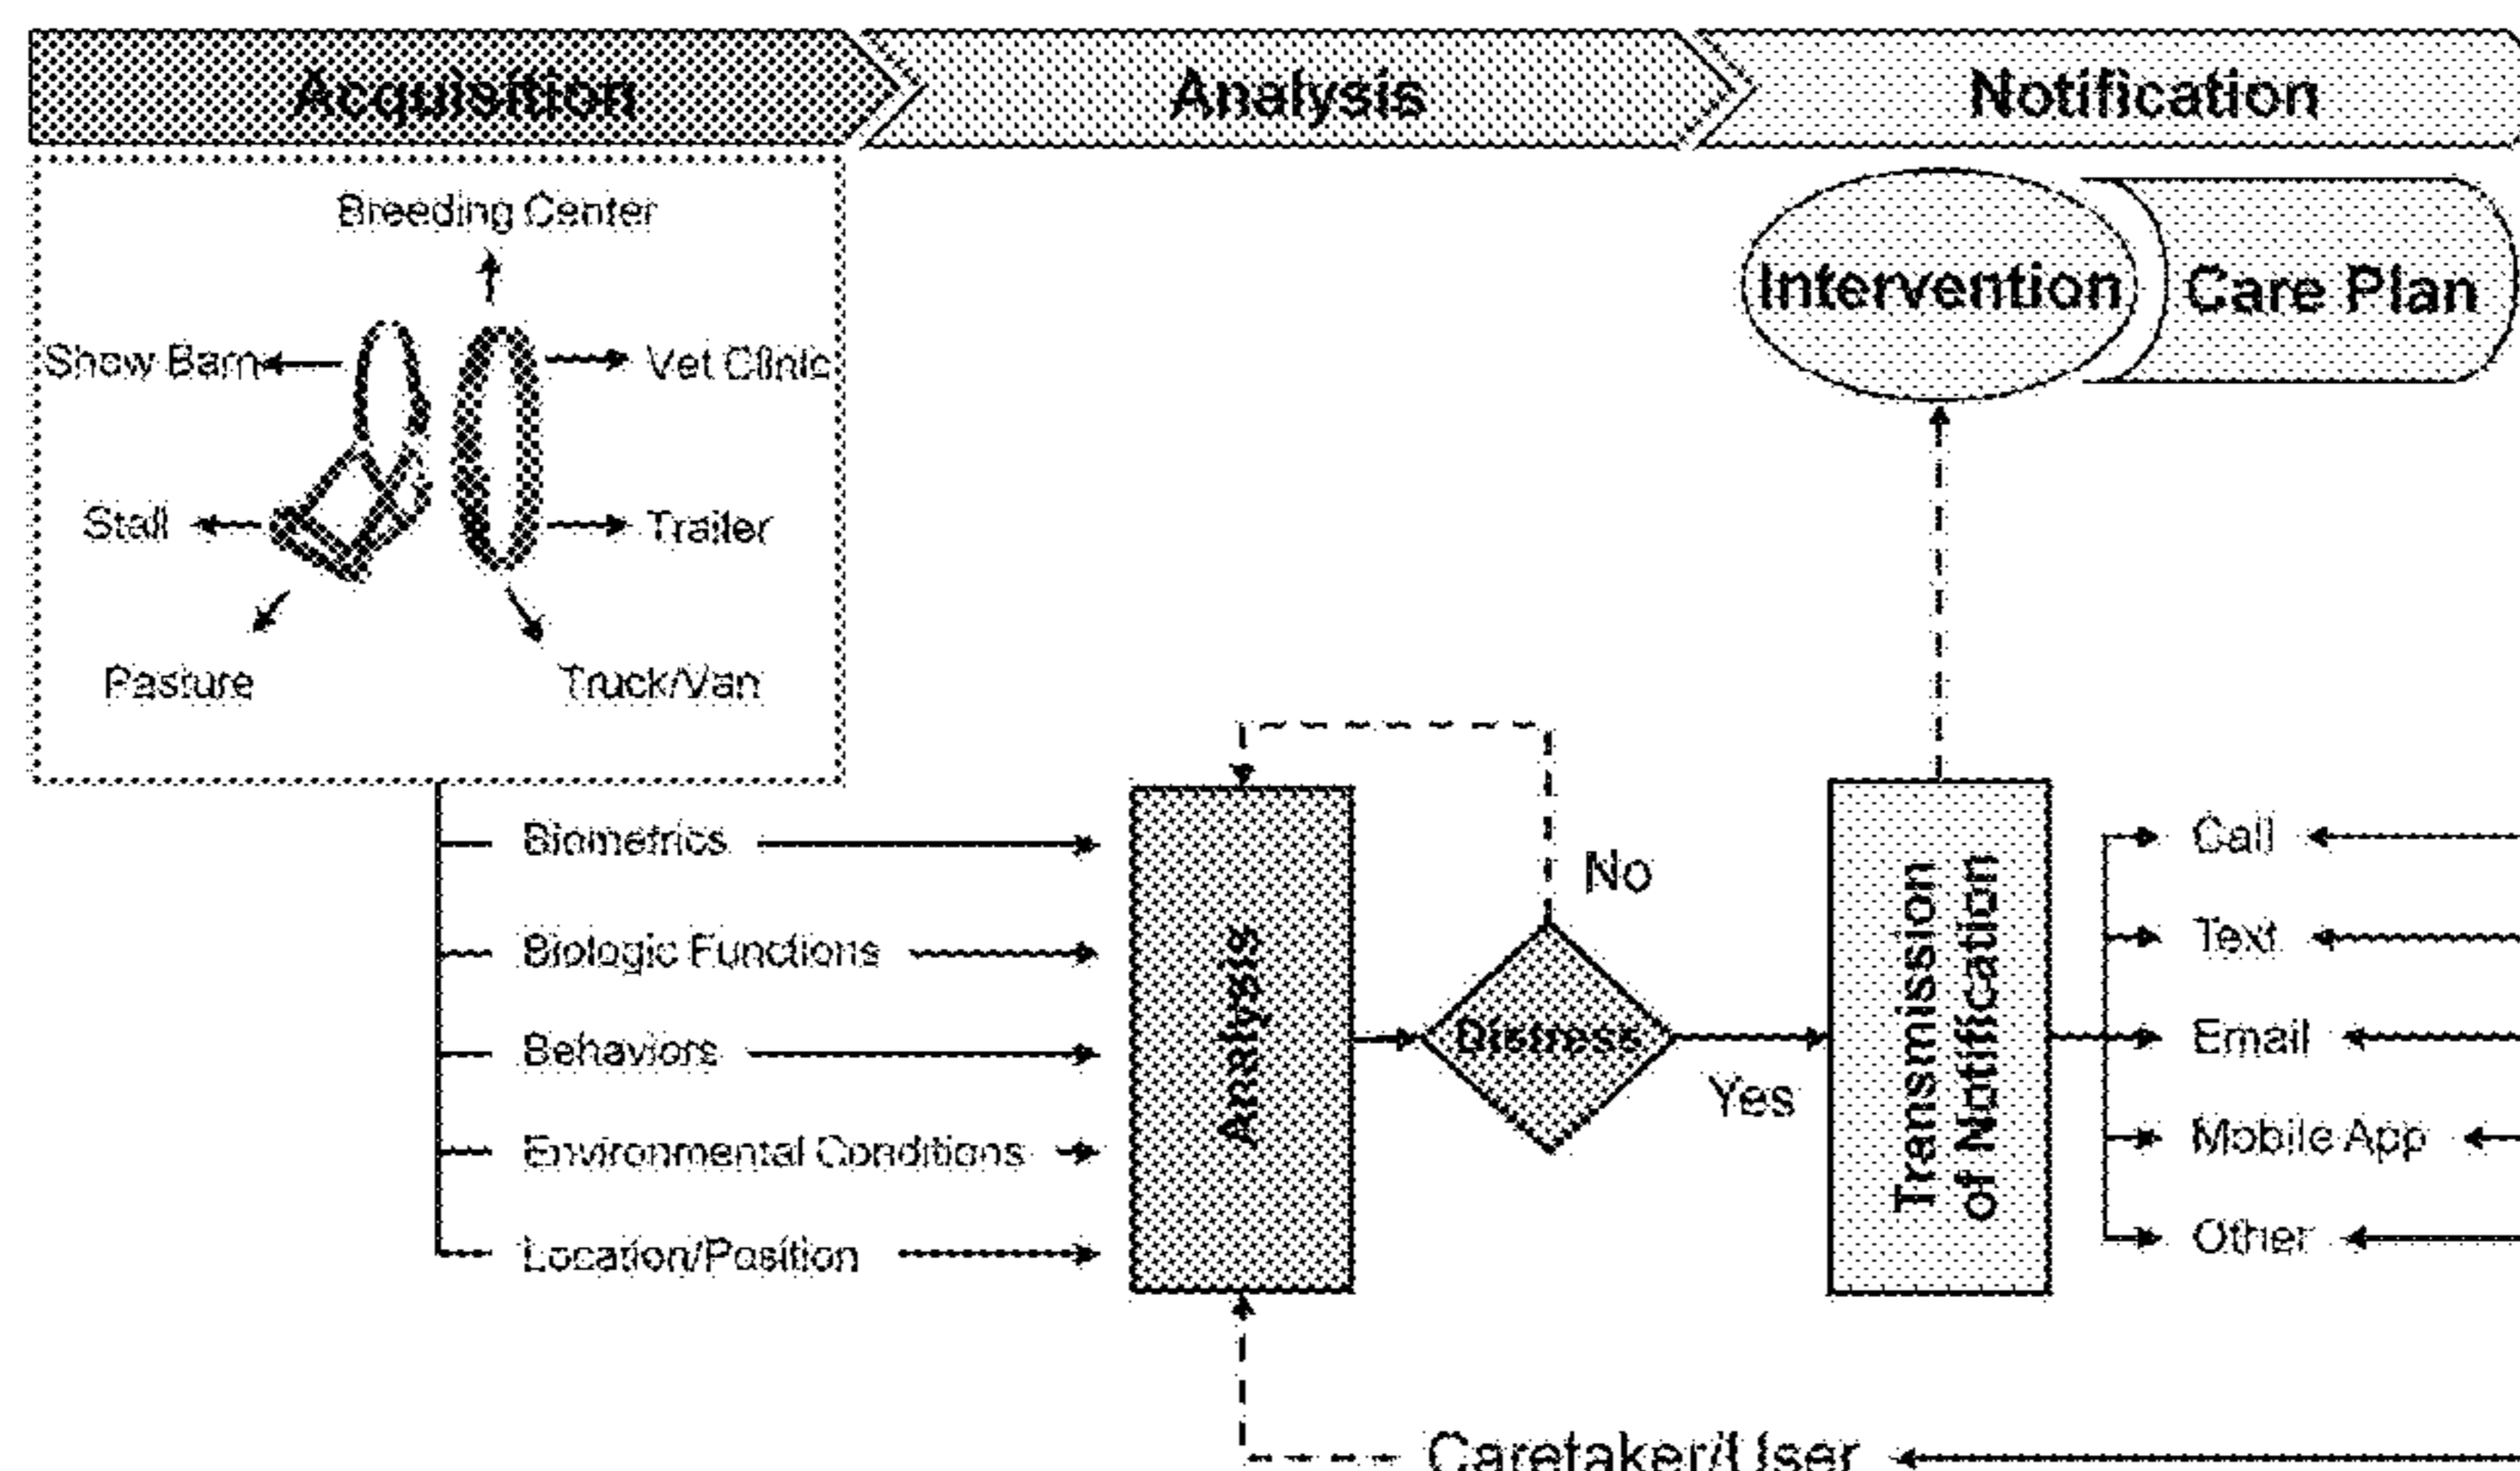 Acquisition
Analysis
Notification
Breeding Center
Show Barn
Vet Clinic
Stall
Trailer
Pasture
Truck/Van
Intervention
Care Plan
Biometrics
Biologic Functions
Behaviors
Environmental Conditions
Location/Position
Analysis
Distress
No
Yes
Transmission
of Notification
Call
Text
Email
Mobile App
Other
Caretaker/User